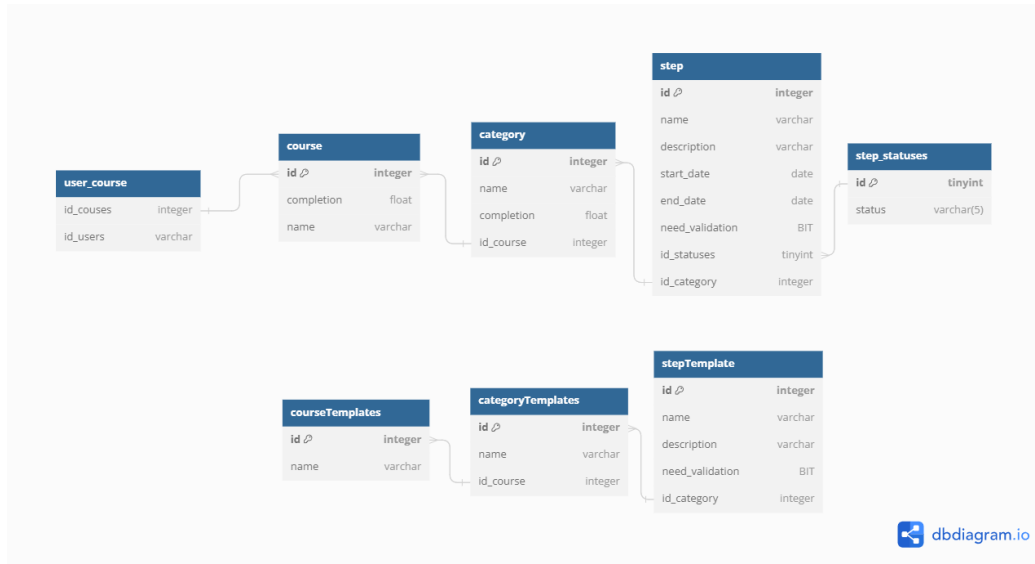 user_course
id_couses integer
id_users varchar
course
id integer
completion float
name varchar
category
id integer
name varchar
completion float
id_course integer
step
id integer
name varchar
description varchar
start_date date
end_date date
need_validation BIT
id_statuses tinyint
id_category integer
step_statuses
id tinyint
status varchar(5)
courseTemplates
id integer
name varchar
categoryTemplates
id integer
name varchar
id_course integer
stepTemplate
id integer
name varchar
description varchar
need_validation BIT
id_category integer
dbdiagram.io